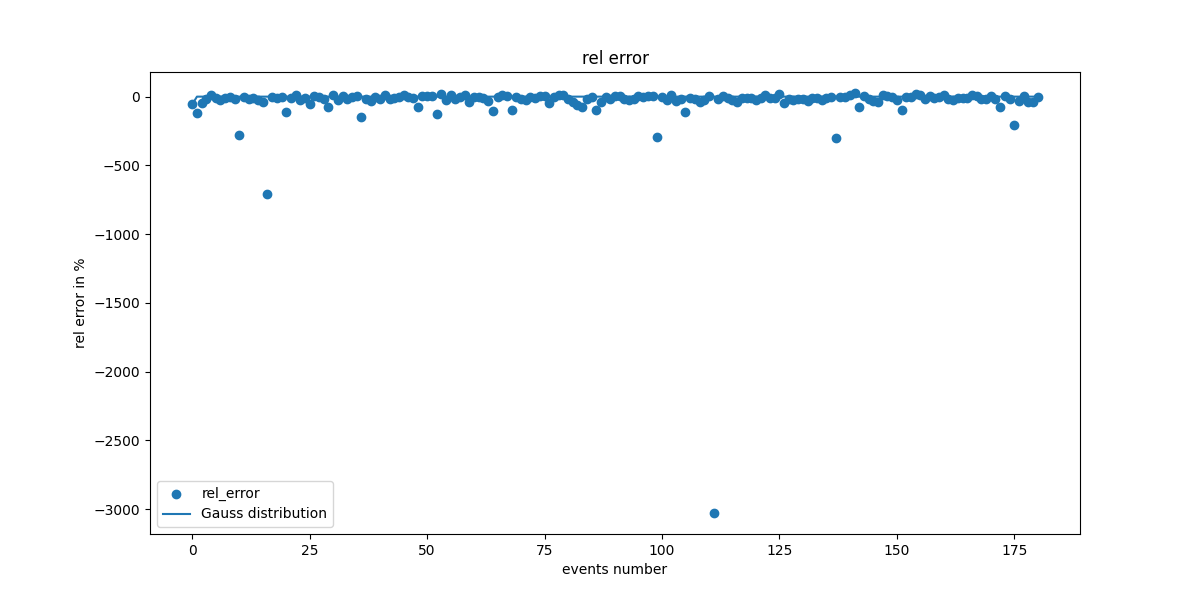 rel error
rel error in %
0
−500
−1000
−1500
−2000
−2500
−3000
rel_error
Gauss distribution
0 25 50 75 100 125 150 175
events number